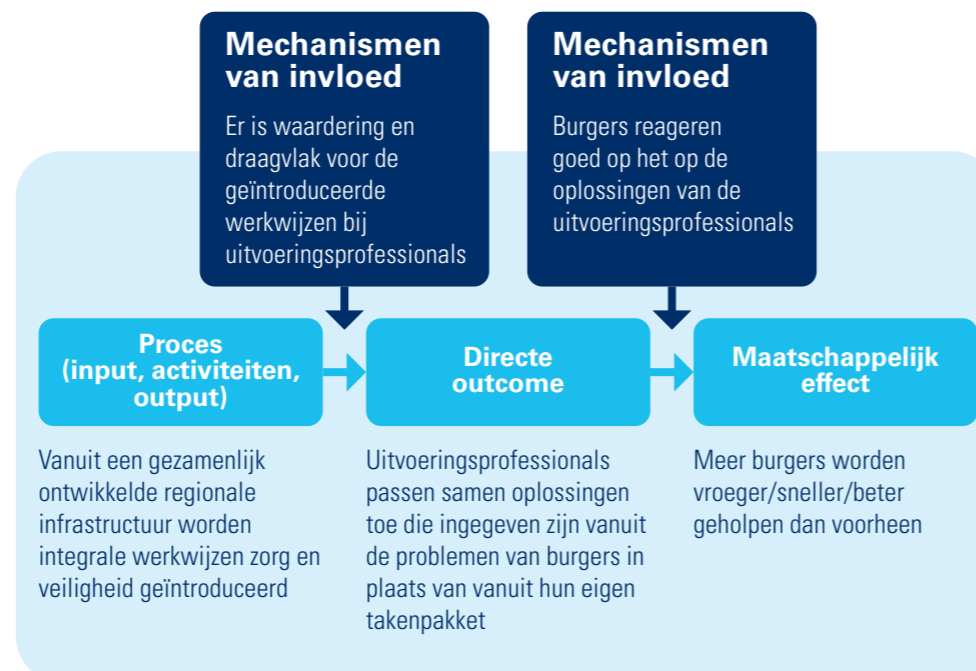 Mechanismen
van invloed
Er is waardering en
draagvlak voor de
geïntroduceerde
werkwijzen bij
uitvoeringsprofessionals
Mechanismen
van invloed
Burgers reageren
goed op het op de
oplossingen van de
uitvoeringsprofessionals
Proces
(input, activiteiten,
output)
Directe
outcome
Maatschappelijk
effect
Vanuit een gezamenlijk
ontwikkelde regionale
infrastructuur worden
integrale werkwijzen zorg en
veiligheid geïntroduceerd
Uitvoeringsprofessionals
passen samen oplossingen
toe die ingegeven zijn vanuit
de problemen van burgers in
plaats van vanuit hun eigen
takenpakket
Meer burgers worden
vroeger/sneller/beter
geholpen dan voorheen